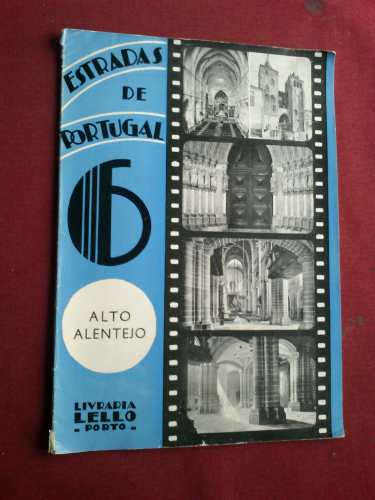 ESTRADAS
DE
PORTUGAL
6
ALTO
ALENTEJO
LIVRARIA
LELLO
- PORTO -